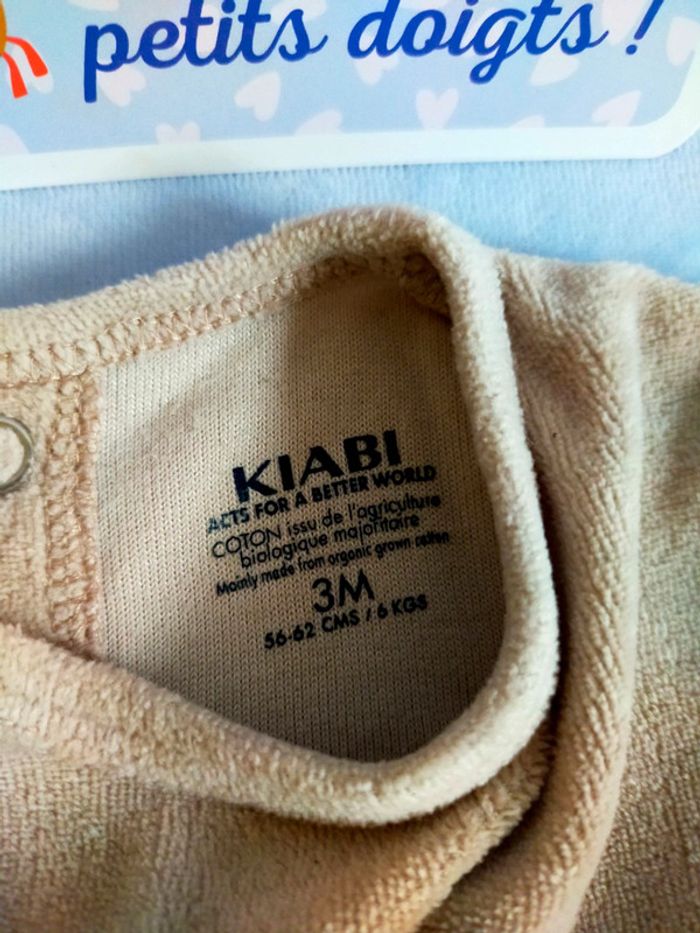 petits doigts !
KIABI
ACTS FOR A BETTER WORLD
COTON issu de l'agriculture
biologique majoritaire
Mainly made from organic grown cotton
3M
56-62 CMS / 6 KGS